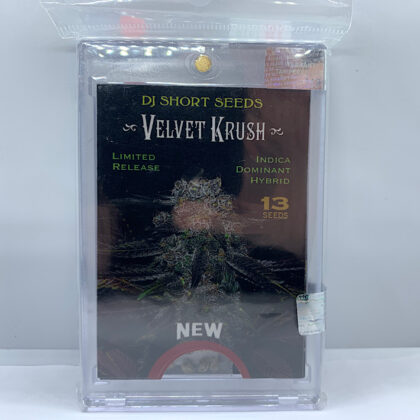 DJ SHORT SEEDS
VELVET KRUSH
LIMITED
RELEASE
INDICA
DOMINANT
HYBRID
13
SEEDS
NEW